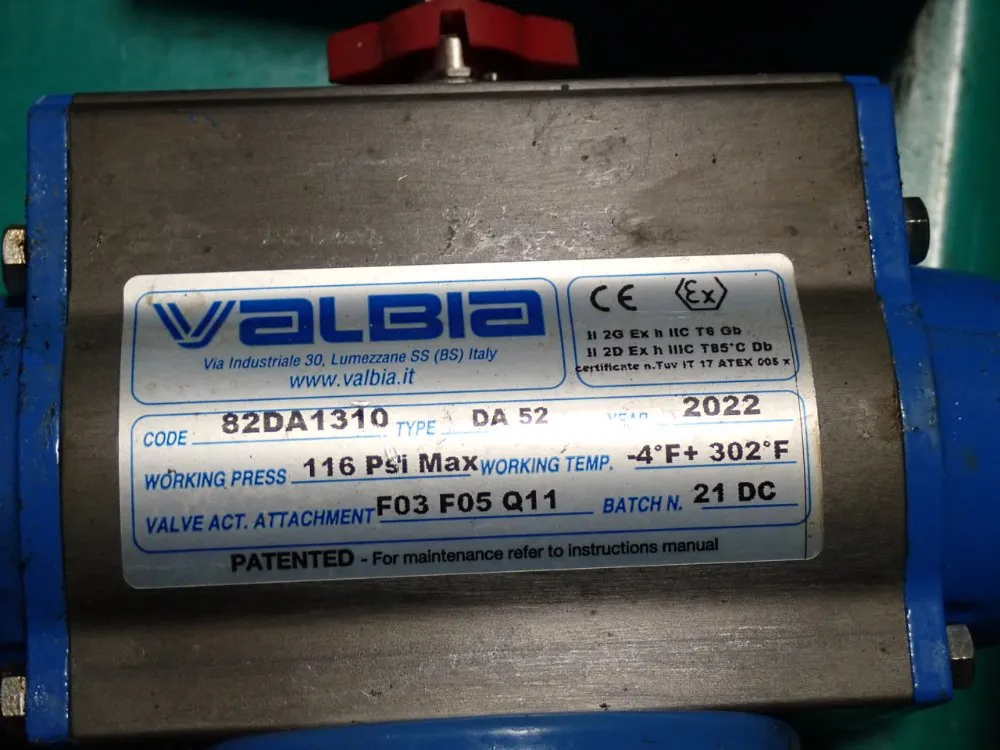 VALBIA
Via Industriale 30, Lumezzane SS (BS) Italy
www.valbia.it
CE Ex
II 2G Ex h IIC T6 Gb
II 2D Ex h IIIC T85°C Db
certificate n.Tuv IT 17 ATEX 005 x
CODE 82DA1310 TYPE DA 52 YEAR 2022
WORKING PRESS 116 Psi Max WORKING TEMP. -4°F+ 302°F
VALVE ACT. ATTACHMENT F03 F05 Q11 BATCH N. 21 DC
PATENTED - For maintenance refer to instructions manual